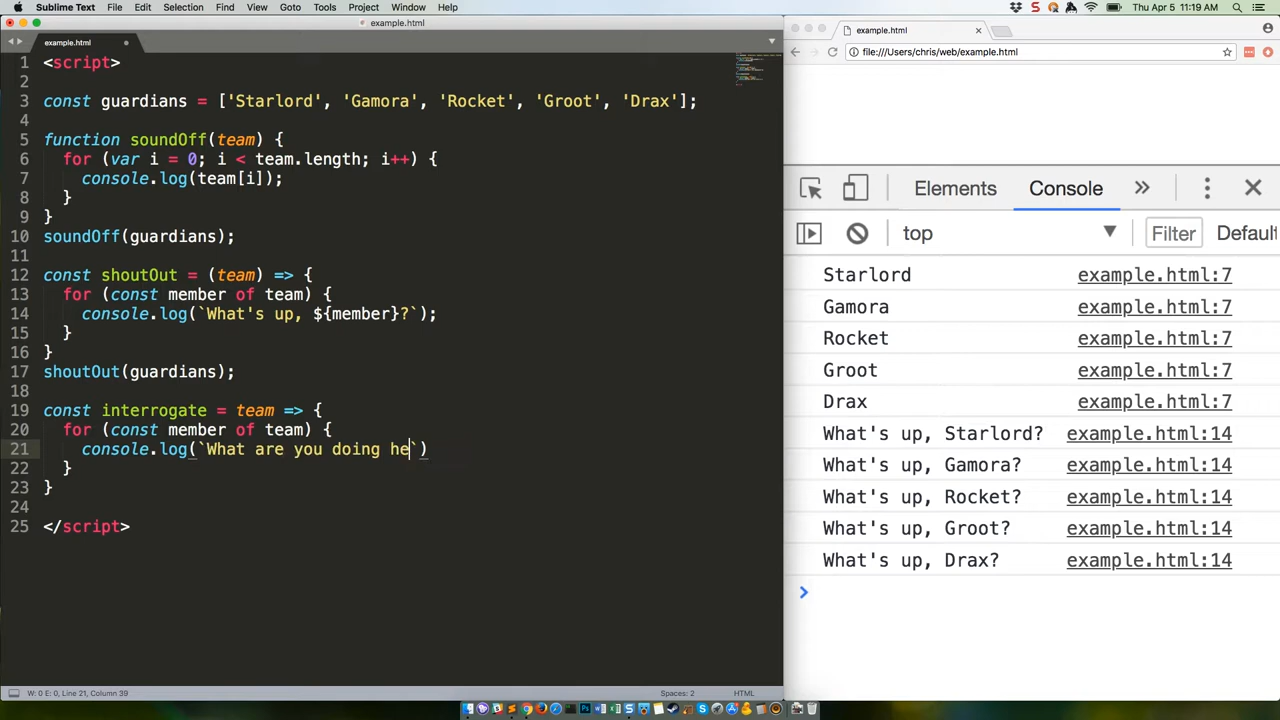 Sublime Text File Edit Selection Find View Goto Tools Project Window Help Thu Apr 5 11:19 AM
example.html
example.html
1 <script>
2
3 const guardians = ['Starlord', 'Gamora', 'Rocket', 'Groot', 'Drax'];
4
5 function soundOff(team) {
6 for (var i = 0; i < team.length; i++) {
7 console.log(team[i]);
8 }
9 }
10 soundOff(guardians);
11
12 const shoutOut = (team) => {
13 for (const member of team) {
14 console.log(`What's up, ${member}?`);
15 }
16 }
17 shoutOut(guardians);
18
19 const interrogate = team => {
20 for (const member of team) {
21 console.log(`What are you doing he`)
22 }
23 }
24
25 </script>
W: 0 E: 0, Line 21, Column 39 Spaces: 2 HTML
example.html
file:///Users/chris/web/example.html
Elements Console
top Filter Default
Starlord example.html:7
Gamora example.html:7
Rocket example.html:7
Groot example.html:7
Drax example.html:7
What's up, Starlord? example.html:14
What's up, Gamora? example.html:14
What's up, Rocket? example.html:14
What's up, Groot? example.html:14
What's up, Drax? example.html:14